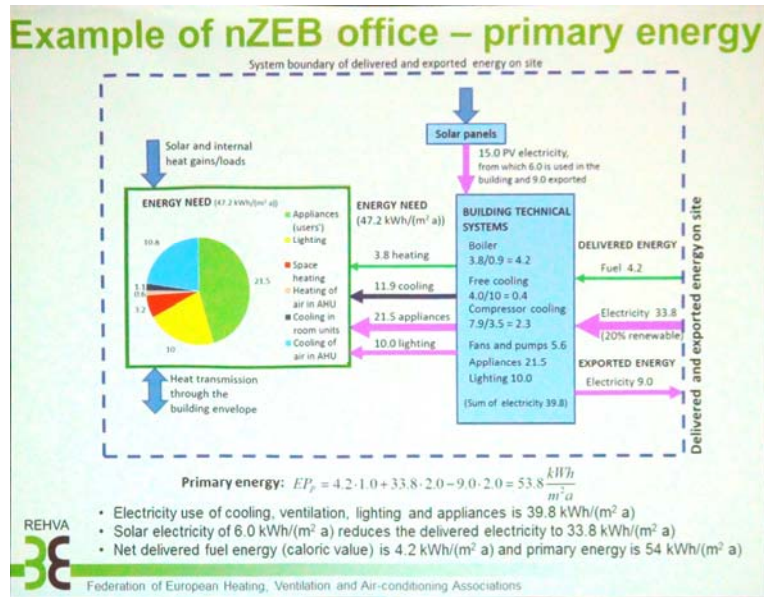 Example of nZEB office – primary energy
System boundary of delivered and exported energy on site
Solar and internal
heat gains/loads
Solar panels
15.0 PV electricity,
from which 6.0 is used in the
building and 9.0 exported
ENERGY NEED (47.2 kWh/(m² a))
10.8
1.1
0.6
3.2
10
21.5
Appliances
(users')
Lighting
Space
heating
Heating of
air in AHU
Cooling in
room units
Cooling of
air in AHU
ENERGY NEED
(47.2 kWh/(m² a))
3.8 heating
11.9 cooling
21.5 appliances
10.0 lighting
BUILDING TECHNICAL
SYSTEMS
Boiler
3.8/0.9 = 4.2
Free cooling
4.0/10 = 0.4
Compressor cooling
7.9/3.5 = 2.3
Fans and pumps 5.6
Appliances 21.5
Lighting 10.0
(Sum of electricity 39.8)
DELIVERED ENERGY
Fuel 4.2
Electricity 33.8
(20% renewable)
EXPORTED ENERGY
Electricity 9.0
Delivered and exported energy on site
Heat transmission
through the
building envelope
Primary energy: EP_P = 4.2·1.0 + 33.8·2.0 − 9.0·2.0 = 53.8 kWh/m²a
• Electricity use of cooling, ventilation, lighting and appliances is 39.8 kWh/(m² a)
• Solar electricity of 6.0 kWh/(m² a) reduces the delivered electricity to 33.8 kWh/(m² a)
• Net delivered fuel energy (caloric value) is 4.2 kWh/(m² a) and primary energy is 54 kWh/(m² a)
REHVA
Federation of European Heating, Ventilation and Air-conditioning Associations